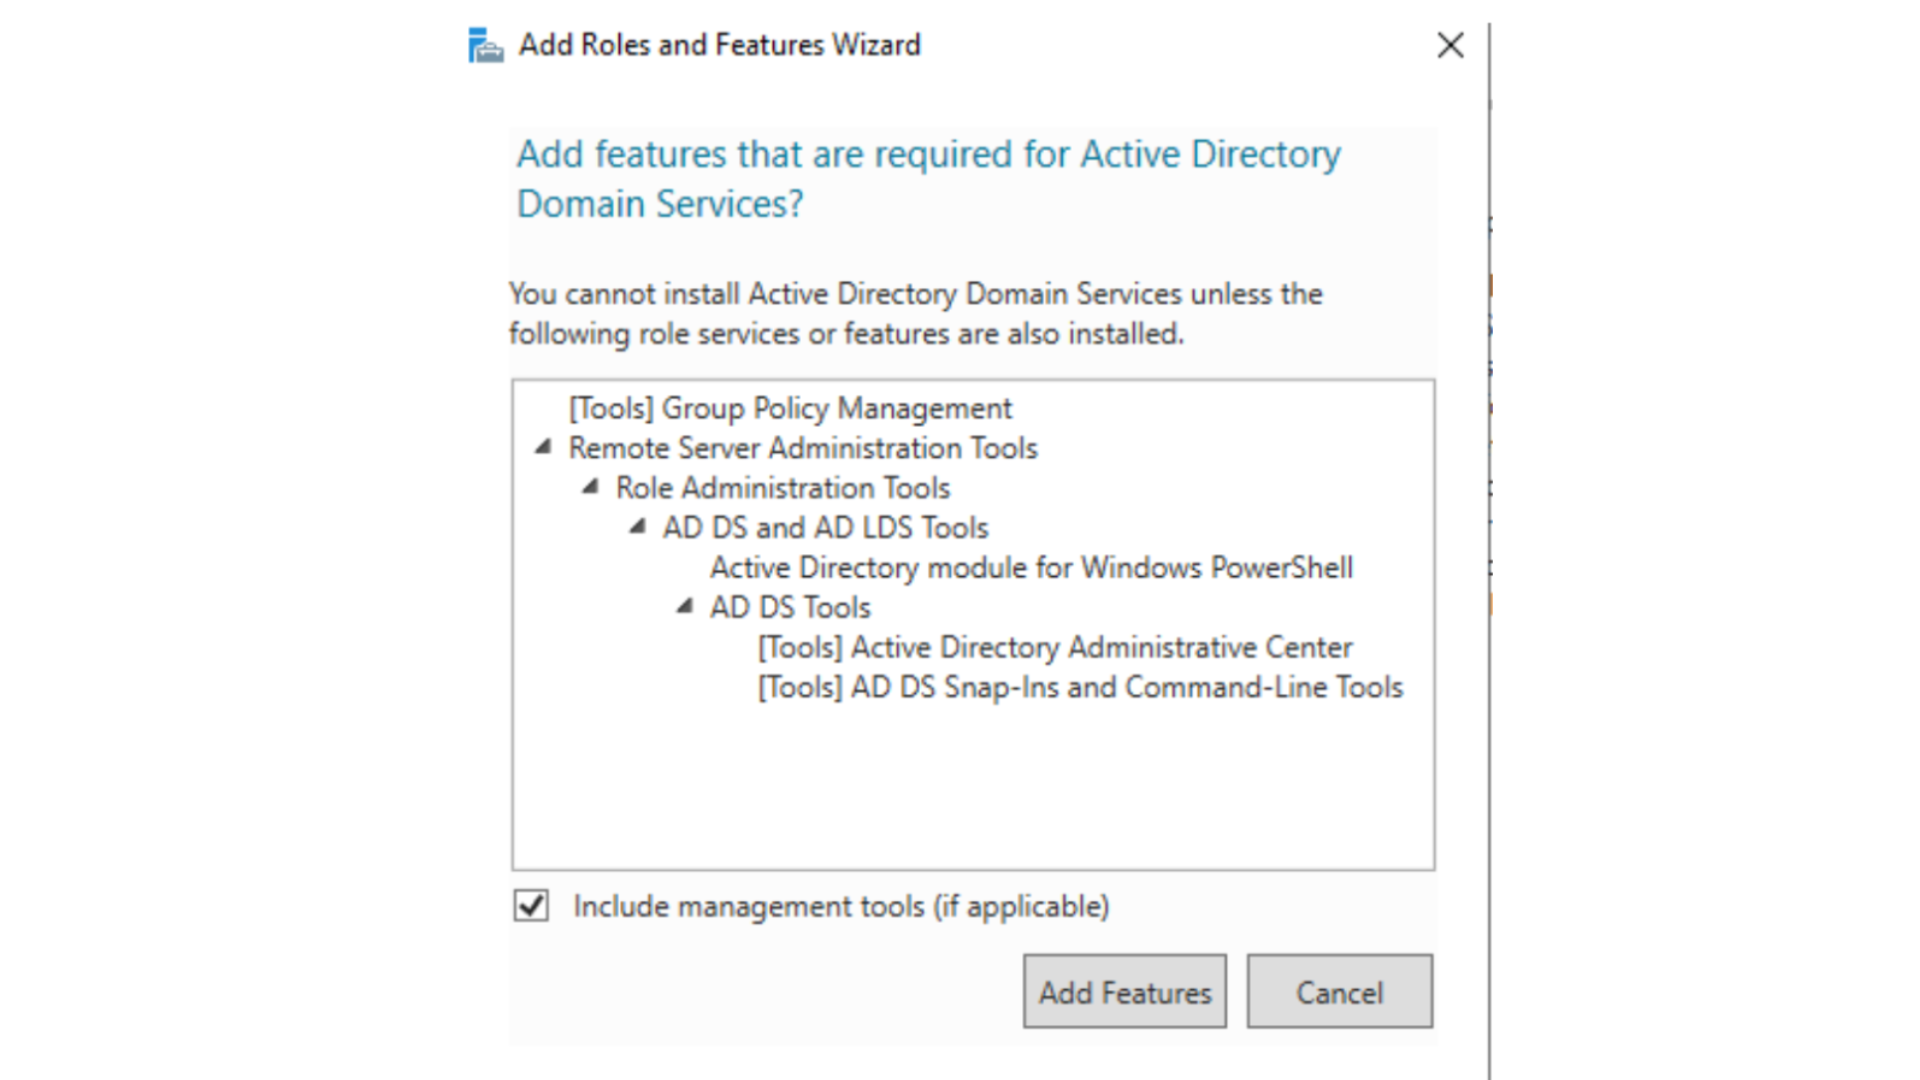 Add Roles and Features Wizard
Add features that are required for Active Directory
Domain Services?
You cannot install Active Directory Domain Services unless the
following role services or features are also installed.
[Tools] Group Policy Management
Remote Server Administration Tools
Role Administration Tools
AD DS and AD LDS Tools
Active Directory module for Windows PowerShell
AD DS Tools
[Tools] Active Directory Administrative Center
[Tools] AD DS Snap-Ins and Command-Line Tools
Include management tools (if applicable)
Add Features
Cancel